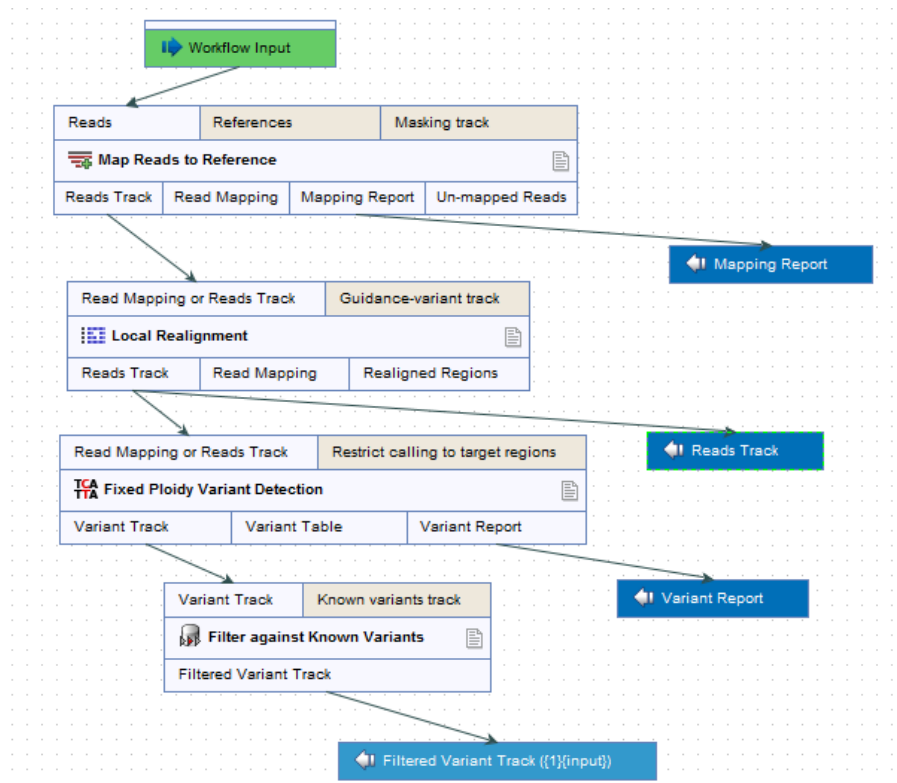 Workflow Input
Reads References Masking track
Map Reads to Reference
Reads Track Read Mapping Mapping Report Un-mapped Reads
Mapping Report
Read Mapping or Reads Track Guidance-variant track
Local Realignment
Reads Track Read Mapping Realigned Regions
Reads Track
Read Mapping or Reads Track Restrict calling to target regions
TCA
TTA
Fixed Ploidy Variant Detection
Variant Track Variant Table Variant Report
Variant Report
Variant Track Known variants track
Filter against Known Variants
Filtered Variant Track
Filtered Variant Track ({1}{input})